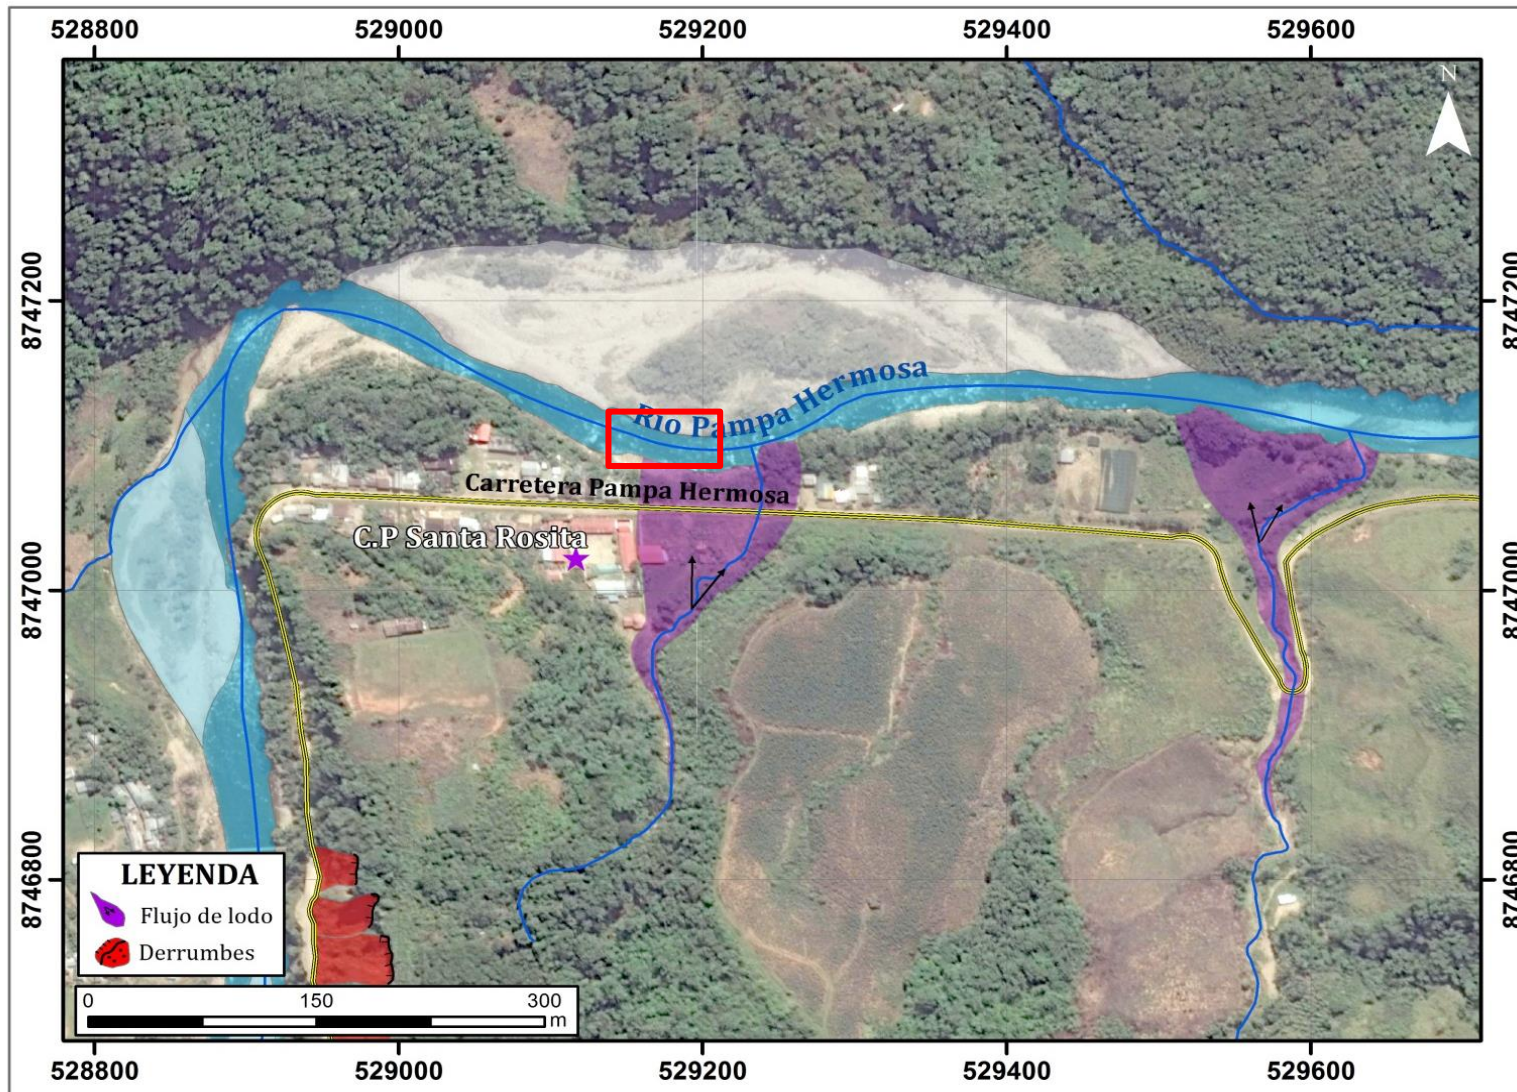 528800 529000 529200 529400 529600
N
8747200 8747200
Rio Pampa Hermosa
Carretera Pampa Hermosa
C.P Santa Rosita
8747000 8747000
8746800 8746800
LEYENDA
Flujo de lodo
Derrumbes
0 150 300
m
528800 529000 529200 529400 529600